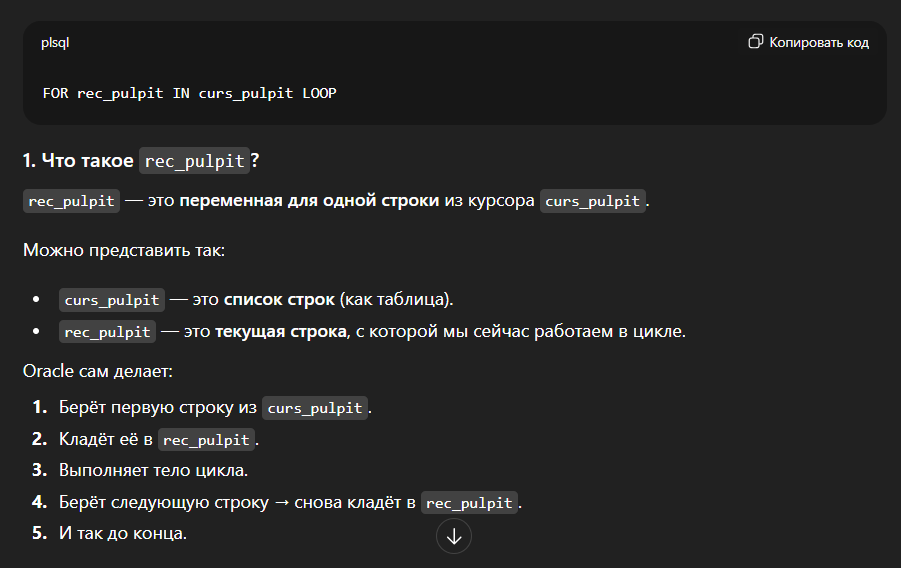 plsql
Копировать код
FOR rec_pulpit IN curs_pulpit LOOP
1. Что такое rec_pulpit?
rec_pulpit — это переменная для одной строки из курсора curs_pulpit.
Можно представить так:
• curs_pulpit — это список строк (как таблица).
• rec_pulpit — это текущая строка, с которой мы сейчас работаем в цикле.
Oracle сам делает:
1. Берёт первую строку из curs_pulpit.
2. Кладёт её в rec_pulpit.
3. Выполняет тело цикла.
4. Берёт следующую строку → снова кладёт в rec_pulpit.
5. И так до конца.